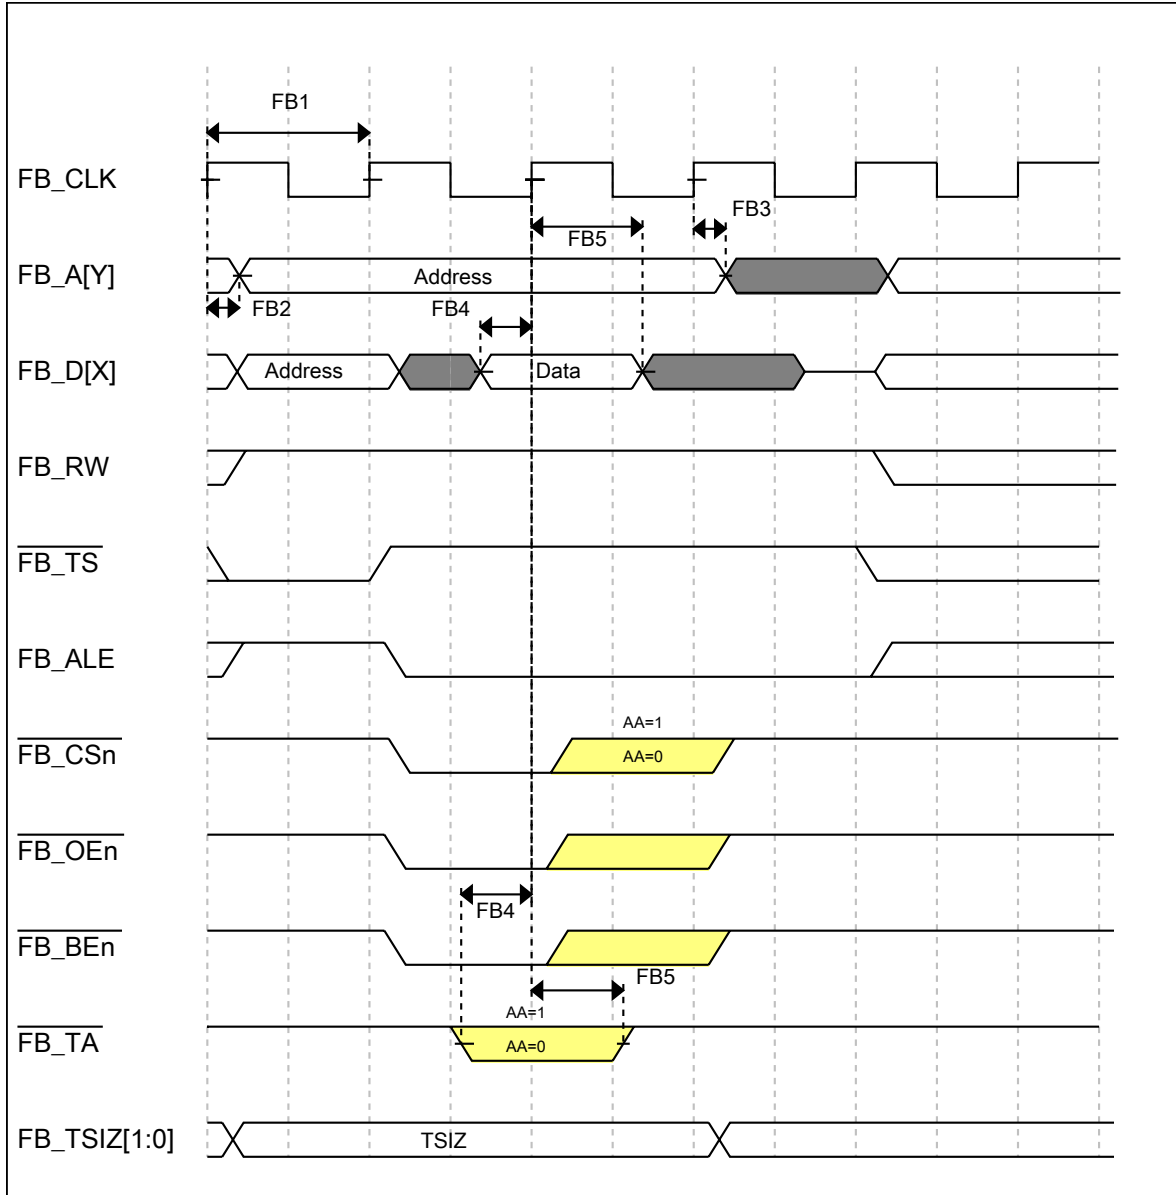 FB1
FB_CLK
FB3
FB5
FB_A[Y]
Address
FB2
FB4
FB_D[X]
Address
Data
FB_RW
FB_TS
FB_ALE
AA=1
FB_CSn
AA=0
FB_OEn
FB4
FB_BEn
FB5
AA=1
FB_TA
AA=0
FB_TSIZ[1:0]
TSIZ